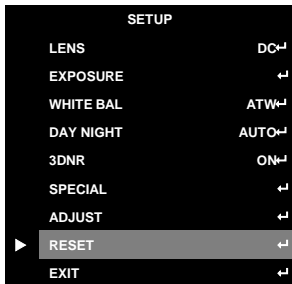 SETUP
LENS DC↵
EXPOSURE ↵
WHITE BAL ATW↵
DAY NIGHT AUTO↵
3DNR ON↵
SPECIAL ↵
ADJUST ↵
▶ RESET ↵
EXIT ↵